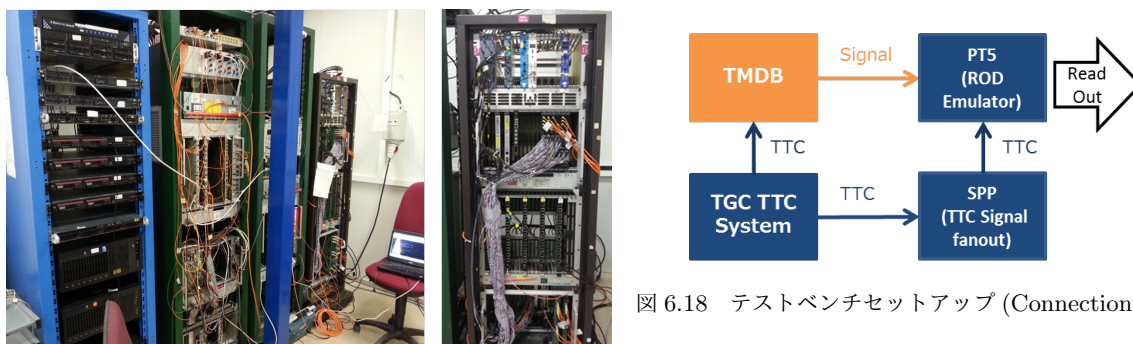 TMDB
Signal
PT5
(ROD
Emulator)
Read
Out
TTC
TTC
TGC TTC
System
TTC
SPP
(TTC Signal
fanout)
図 6.18 テストベンチセットアップ (Connection